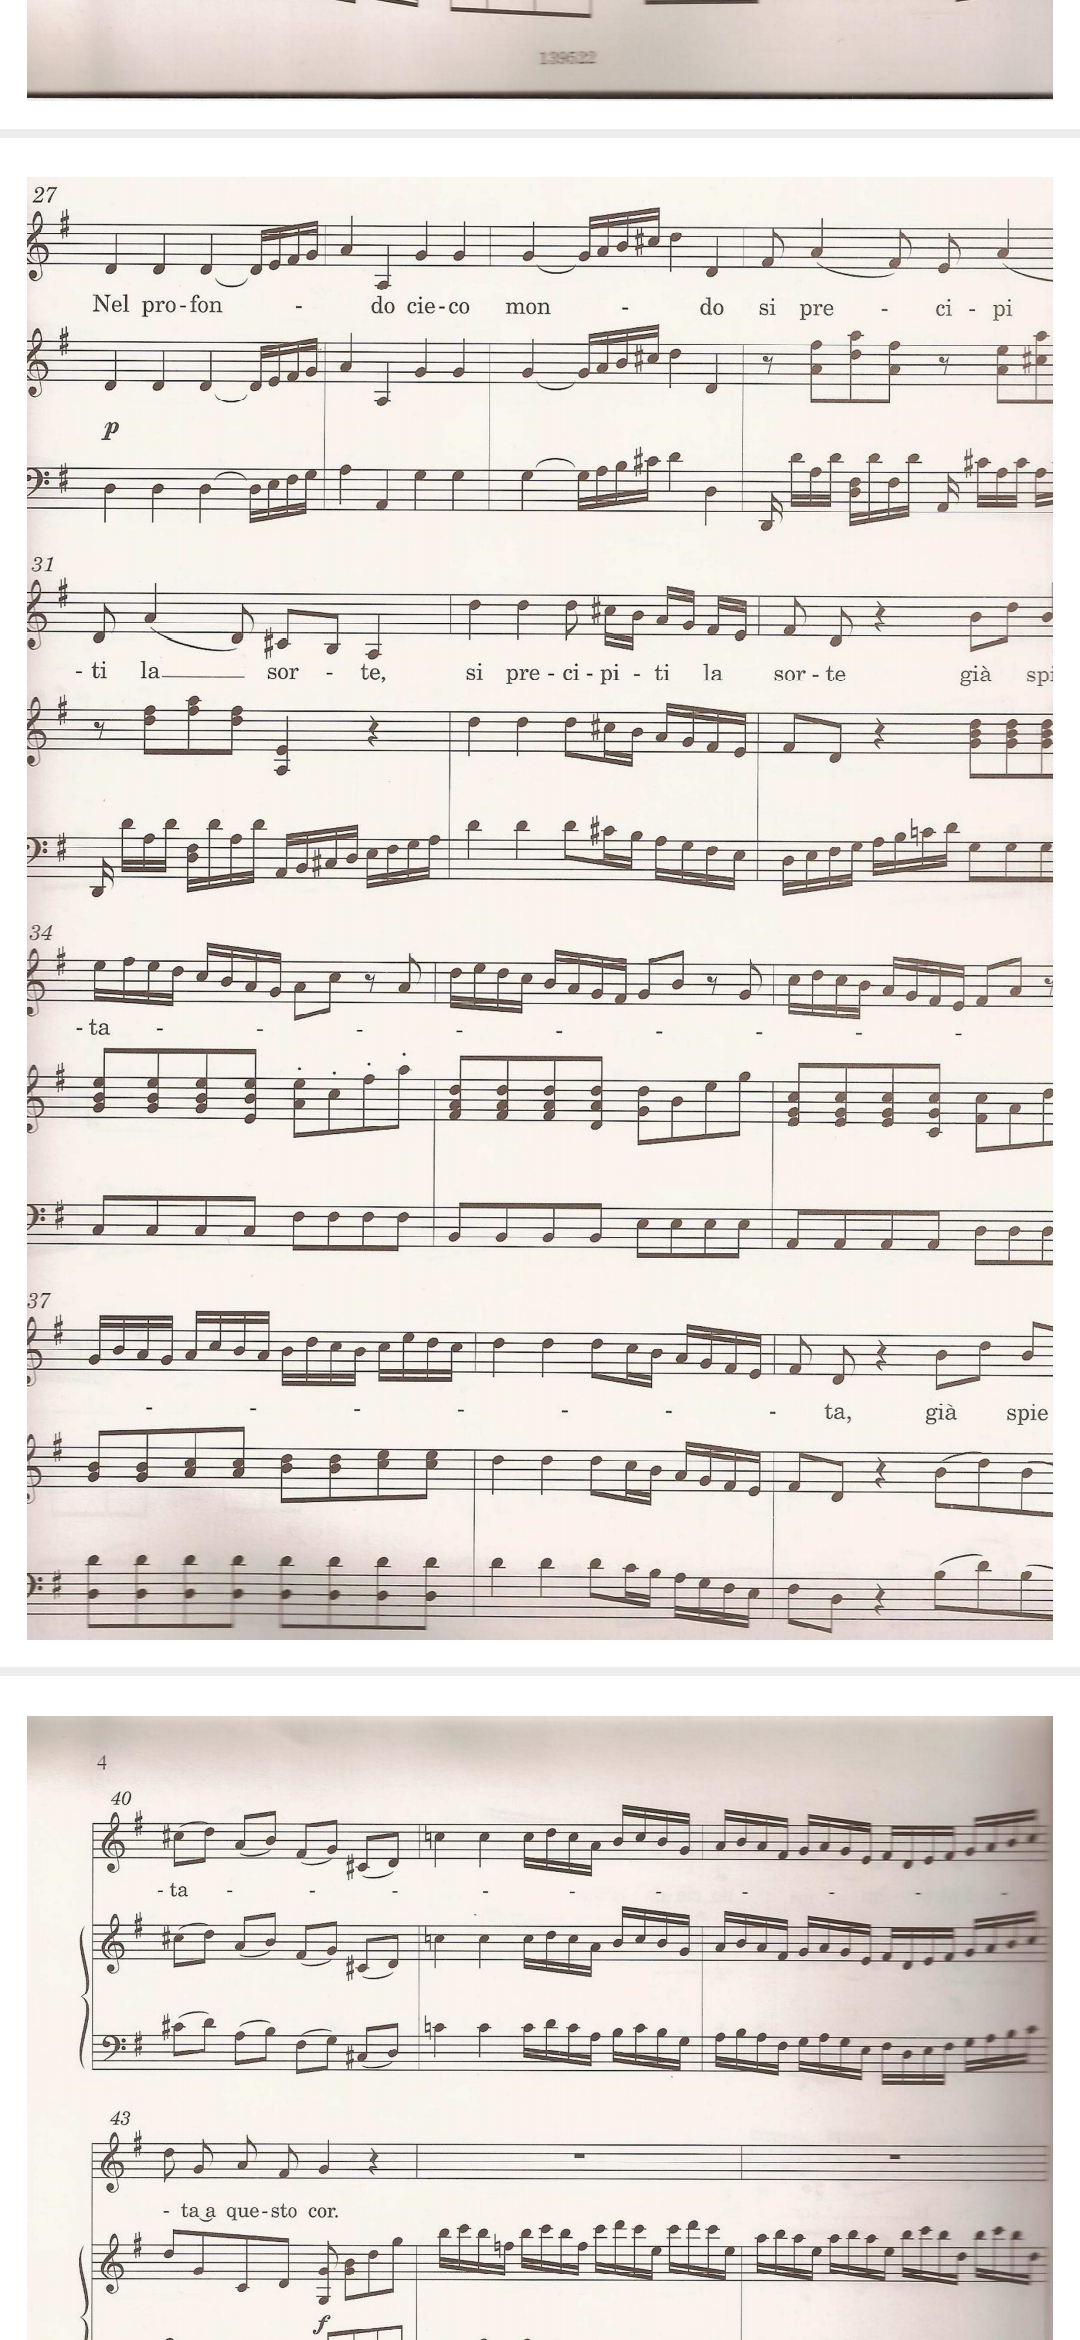 139522
27
Nel pro-fon - do cie-co mon - do si pre - ci - pi
p
31
- ti la sor - te, si pre - ci - pi - ti la sor - te già spi
34
- ta - - - - - - - - -
37
- - - - - - - ta, già spie
4
40
- ta - - - - - - - - -
43
- ta a que-sto cor.
f